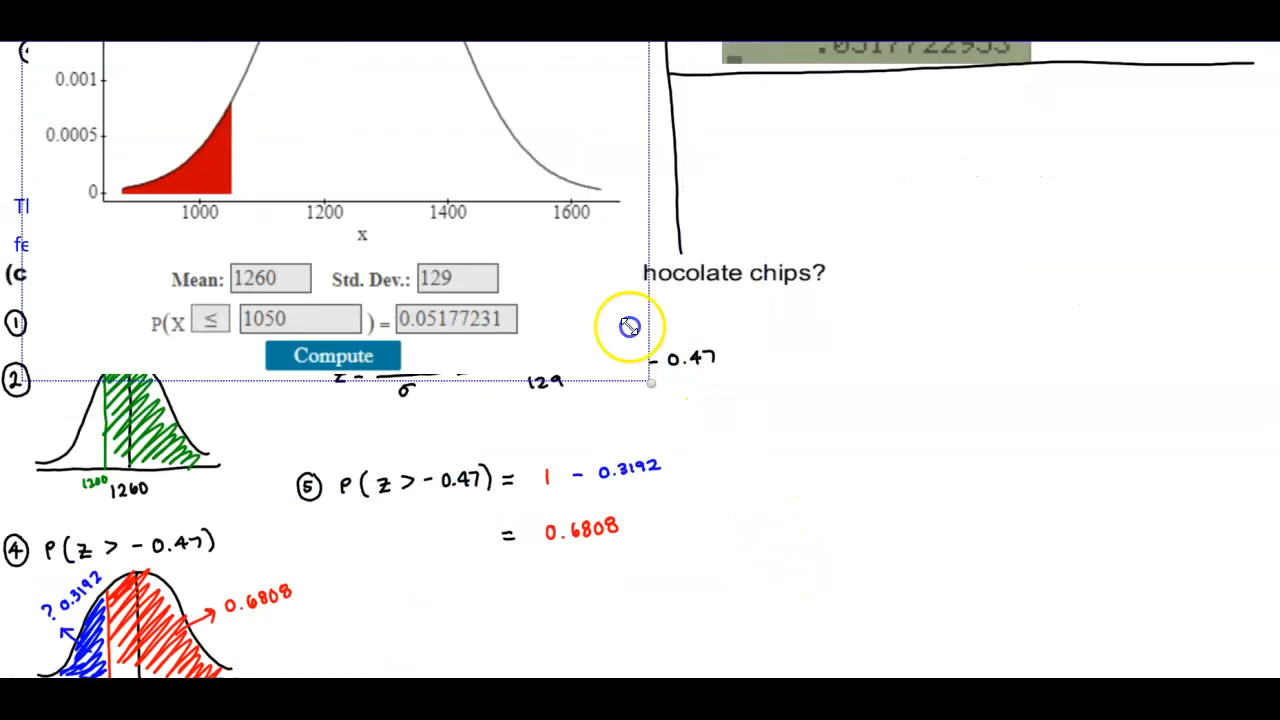 .0517722953
0.001
0.0005
0
1000 1200 1400 1600
x
(c
hocolate chips?
Mean: 1260 Std. Dev.: 129
① P(X ≤ 1050 ) = 0.05177231
Compute
- 0.47
②
σ 129
1200 1260
⑤ P(z > - 0.47) = 1 - 0.3192
= 0.6808
④ P(z > - 0.47)
? 0.3192
0.6808